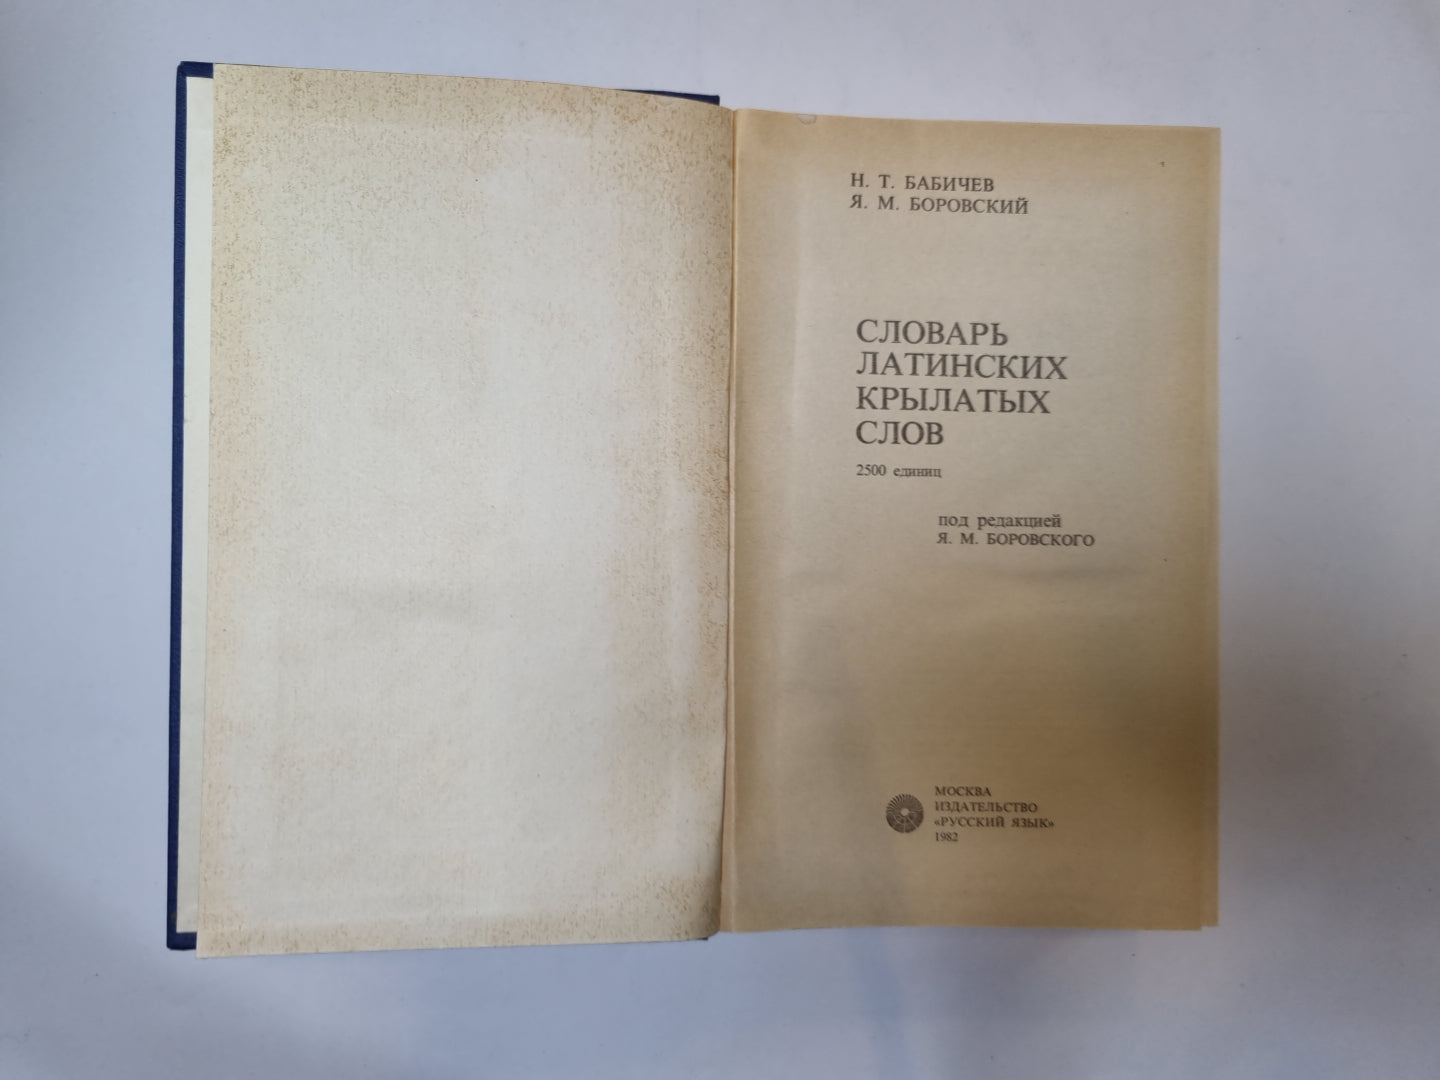 Н. Т. БАБИЧЕВ
Я. М. БОРОВСКИЙ
СЛОВАРЬ
ЛАТИНСКИХ
КРЫЛАТЫХ
СЛОВ
2500 единиц
под редакцией
Я. М. БОРОВСКОГО
МОСКВА
ИЗДАТЕЛЬСТВО
«РУССКИЙ ЯЗЫК»
1982